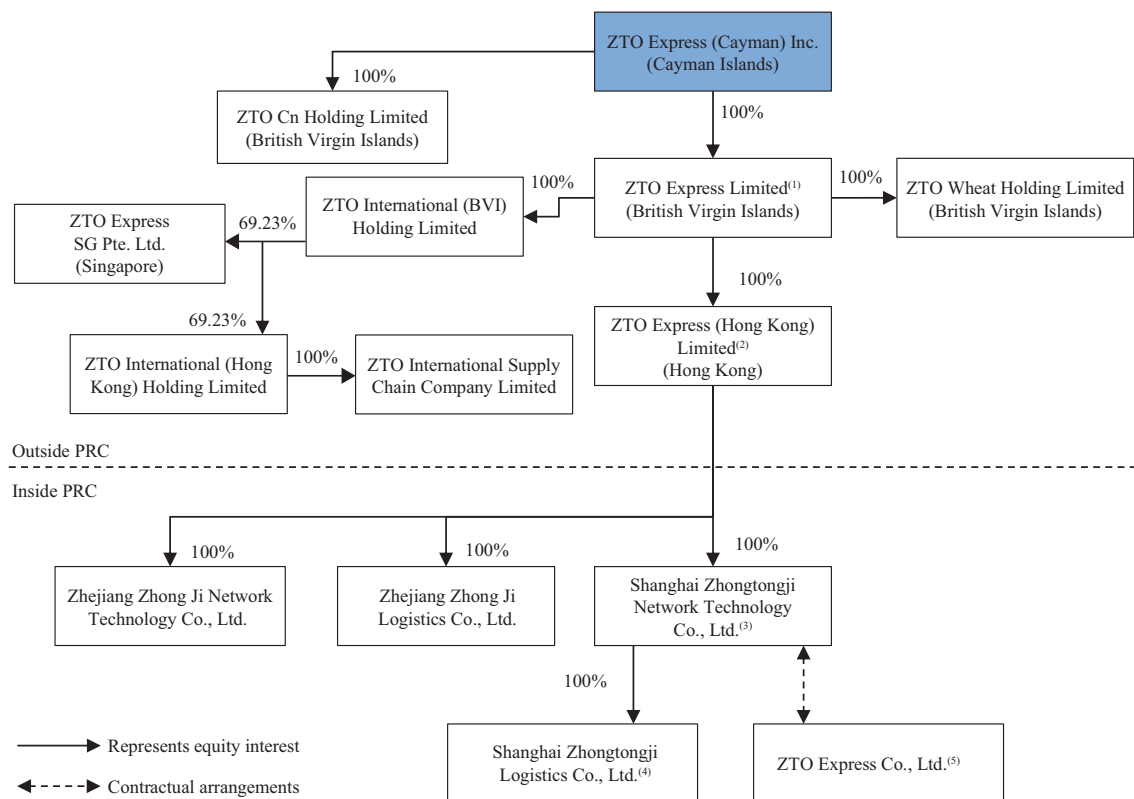 ZTO Express (Cayman) Inc.
(Cayman Islands)
100%
100%
ZTO Cn Holding Limited
(British Virgin Islands)
ZTO Express Limited(1)
(British Virgin Islands)
100%
100%
ZTO Wheat Holding Limited
(British Virgin Islands)
ZTO International (BVI)
Holding Limited
69.23%
ZTO Express
SG Pte. Ltd.
(Singapore)
100%
69.23%
ZTO Express (Hong Kong)
Limited(2)
(Hong Kong)
ZTO International (Hong
Kong) Holding Limited
100%
ZTO International Supply
Chain Company Limited
Outside PRC
Inside PRC
100%
100%
100%
Zhejiang Zhong Ji Network
Technology Co., Ltd.
Zhejiang Zhong Ji
Logistics Co., Ltd.
Shanghai Zhongtongji
Network Technology
Co., Ltd.(3)
100%
Shanghai Zhongtongji
Logistics Co., Ltd.(4)
ZTO Express Co., Ltd.(5)
Represents equity interest
Contractual arrangements